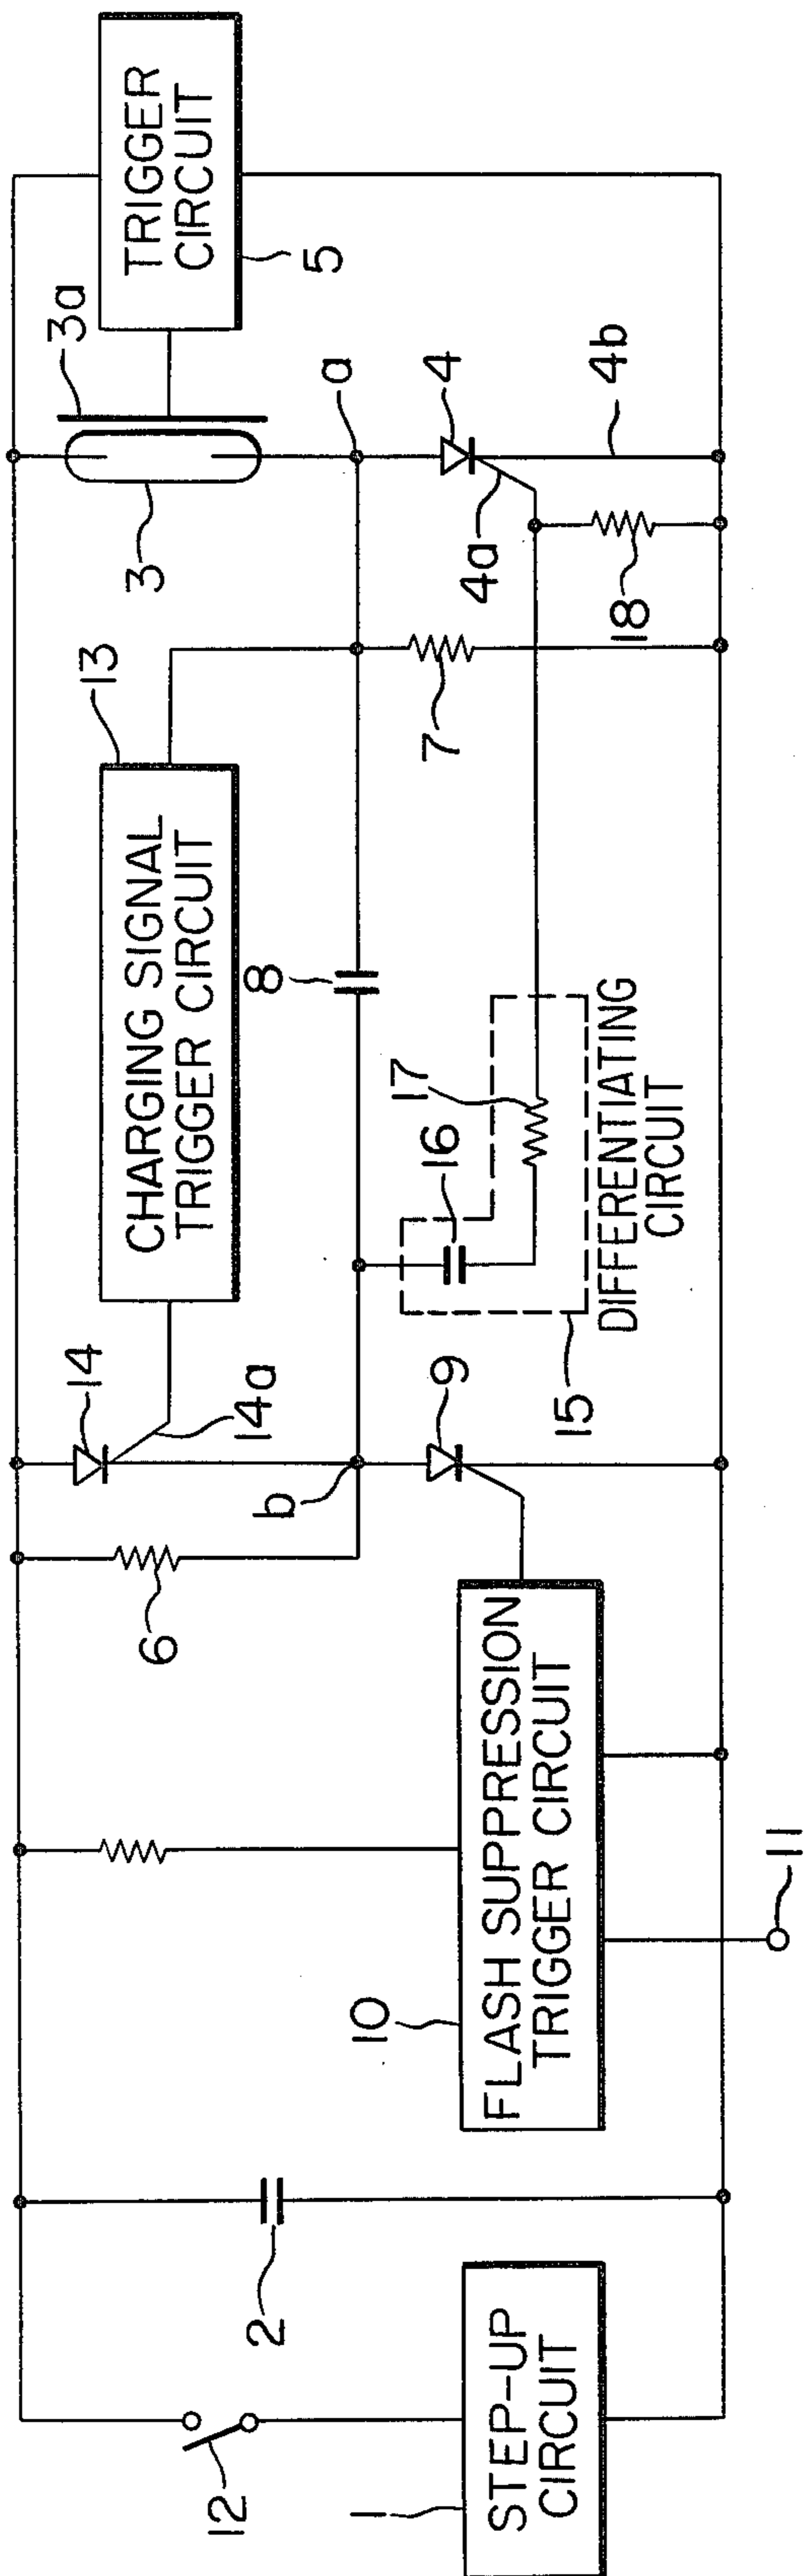 TRIGGER
CIRCUIT
5
3a
3
a
4
4b
4a
18
7
13
CHARGING SIGNAL
TRIGGER CIRCUIT
8
17
16
DIFFERENTIATING
CIRCUIT
15
14
14a
b
9
6
FLASH SUPPRESSION
TRIGGER CIRCUIT
10
11
2
12
STEP-UP
CIRCUIT
1